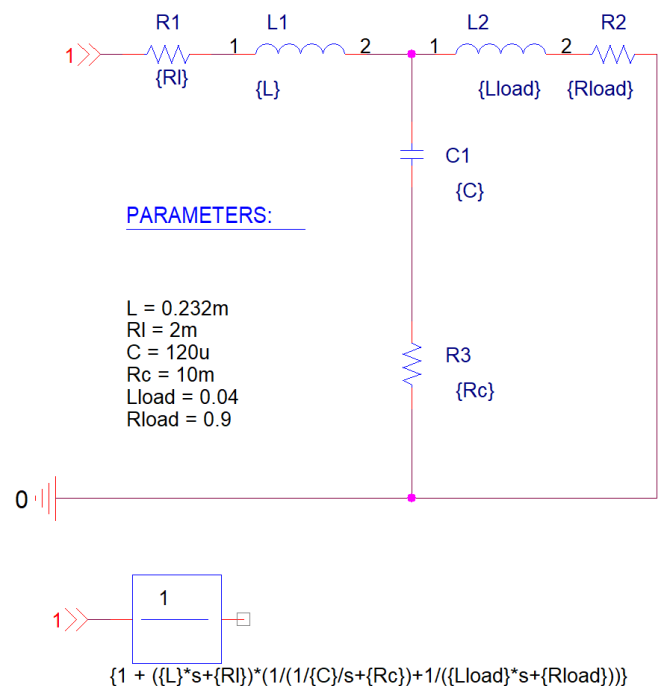 R1 L1 L2 R2
1 1 2 1 2
{Rl} {L} {Lload} {Rload}
C1
{C}
PARAMETERS:
L = 0.232m
Rl = 2m
C = 120u
Rc = 10m
Lload = 0.04
Rload = 0.9
R3
{Rc}
0
1
1
{1 + ({L}*s+{Rl})*(1/(1/{C}/s+{Rc})+1/({Lload}*s+{Rload}))}